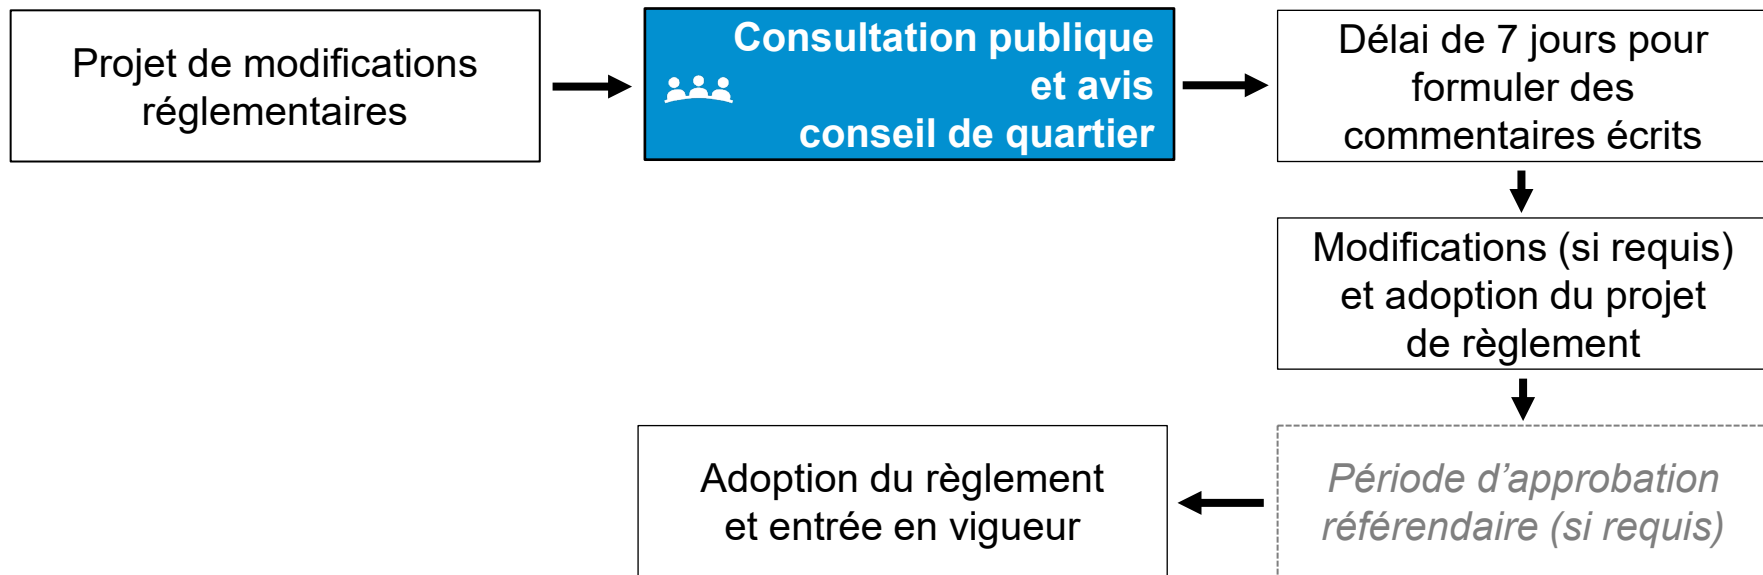 Projet de modifications
réglementaires
Consultation publique
et avis
conseil de quartier
Délai de 7 jours pour
formuler des
commentaires écrits
Modifications (si requis)
et adoption du projet
de règlement
Période d’approbation
référendaire (si requis)
Adoption du règlement
et entrée en vigueur